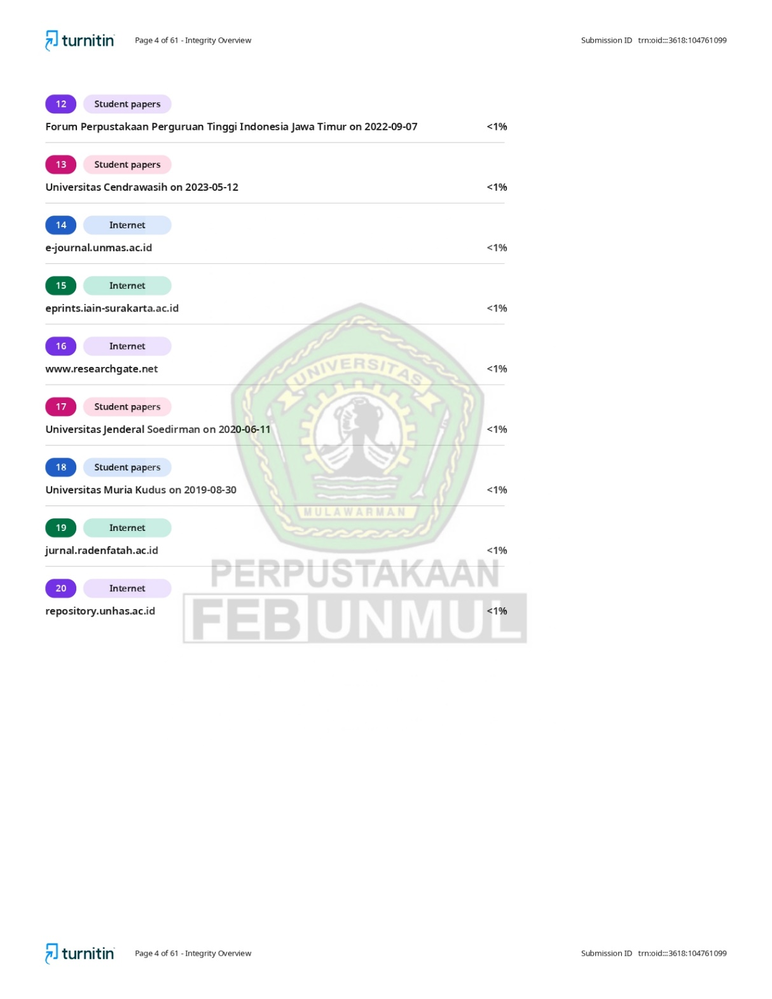 turnitin Page 4 of 61 - Integrity Overview Submission ID trn:oid:::3618:104761099
12 Student papers
Forum Perpustakaan Perguruan Tinggi Indonesia Jawa Timur on 2022-09-07 <1%
13 Student papers
Universitas Cendrawasih on 2023-05-12 <1%
14 Internet
e-journal.unmas.ac.id <1%
15 Internet
eprints.iain-surakarta.ac.id <1%
16 Internet
www.researchgate.net <1%
UNIVERSITAS
17 Student papers
Universitas Jenderal Soedirman on 2020-06-11 <1%
18 Student papers
Universitas Muria Kudus on 2019-08-30 <1%
MULAWARMAN
19 Internet
jurnal.radenfatah.ac.id <1%
PERPUSTAKAAN
20 Internet
repository.unhas.ac.id <1%
FEB UNMUL
turnitin Page 4 of 61 - Integrity Overview Submission ID trn:oid:::3618:104761099